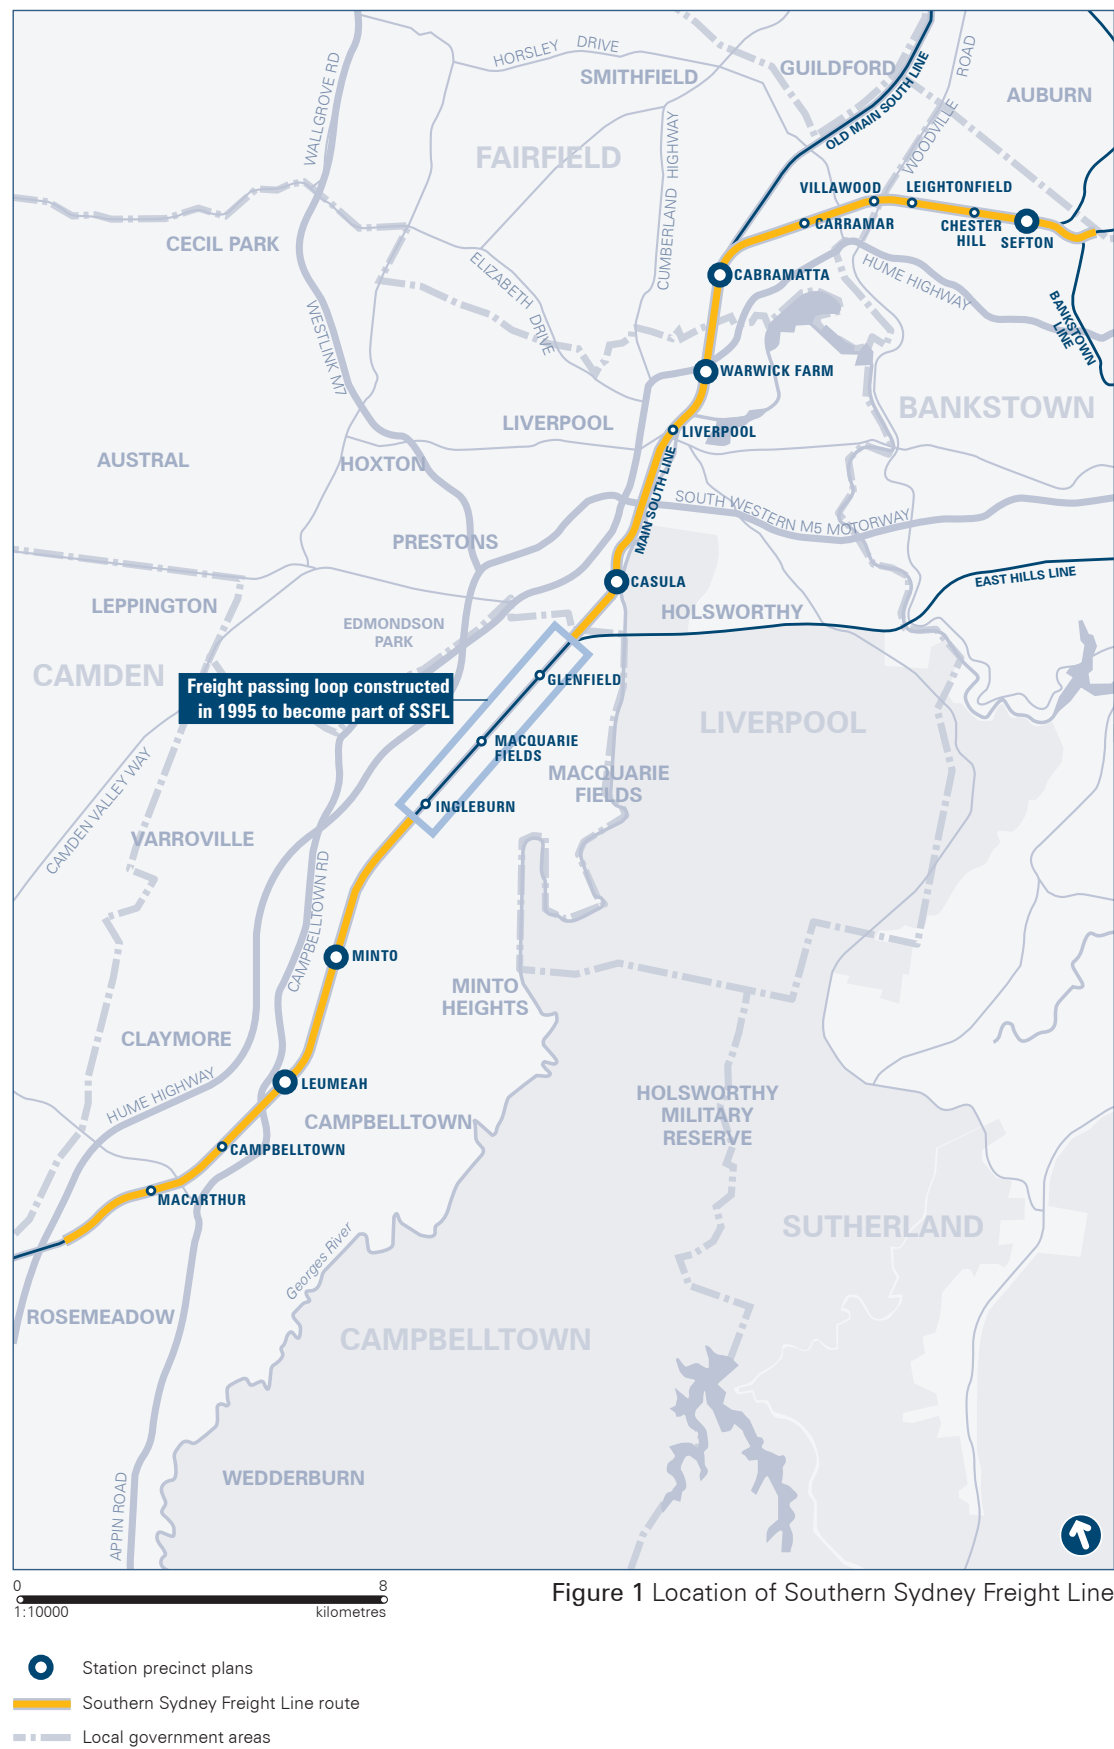 HORSLEY DRIVE
SMITHFIELD
GUILDFORD
ROAD
AUBURN
WALLGROVE RD
OLD MAIN SOUTH LINE
WOODVILLE
FAIRFIELD
CUMBERLAND HIGHWAY
VILLAWOOD
LEIGHTONFIELD
CARRAMAR
CHESTER
HILL
SEFTON
CECIL PARK
ELIZABETH DRIVE
CABRAMATTA
HUME HIGHWAY
BANKSTOWN
LINE
WESTLINK M7
WARWICK FARM
BANKSTOWN
LIVERPOOL
LIVERPOOL
AUSTRAL
HOXTON
MAIN SOUTH LINE
SOUTH WESTERN M5 MOTORWAY
PRESTONS
CASULA
EAST HILLS LINE
LEPPINGTON
HOLSWORTHY
EDMONDSON
PARK
CAMDEN
Freight passing loop constructed
in 1995 to become part of SSFL
GLENFIELD
LIVERPOOL
MACQUARIE
FIELDS
MACQUARIE
FIELDS
INGLEBURN
CAMDEN VALLEY WAY
VARROVILLE
CAMPBELLTOWN RD
MINTO
MINTO
HEIGHTS
CLAYMORE
HUME HIGHWAY
LEUMEAH
HOLSWORTHY
MILITARY
RESERVE
CAMPBELLTOWN
CAMPBELLTOWN
MACARTHUR
SUTHERLAND
Georges River
ROSEMEADOW
CAMPBELLTOWN
WEDDERBURN
APPIN ROAD
0 8
1:10000 kilometres
Figure 1 Location of Southern Sydney Freight Line
Station precinct plans
Southern Sydney Freight Line route
Local government areas